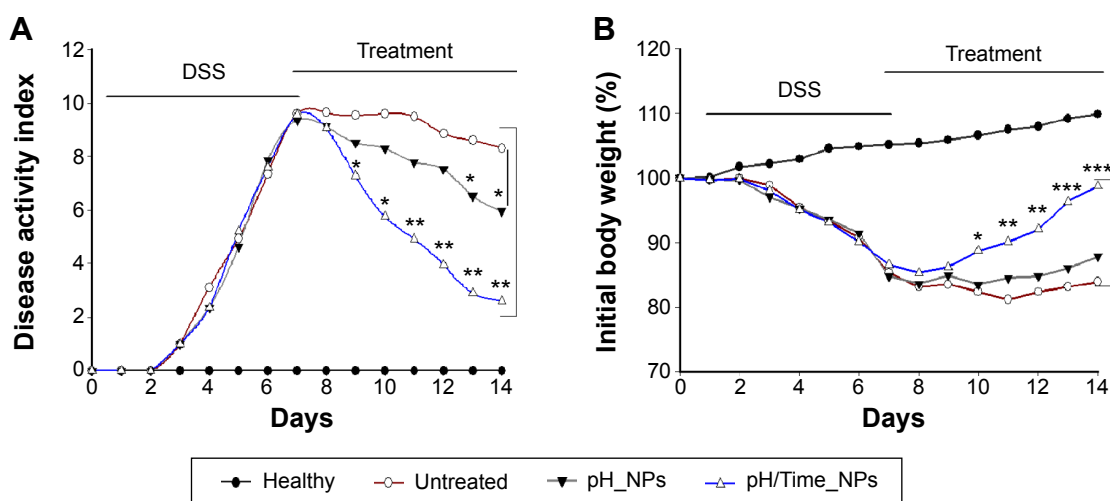 A
B
Disease activity index
12
10
8
6
4
2
0
DSS
Treatment
*
*
**
**
**
**
*
*
0 2 4 6 8 10 12 14
Days
Initial body weight (%)
120
110
100
90
80
70
DSS
Treatment
*
**
**
***
***
0 2 4 6 8 10 12 14
Days
Healthy Untreated pH_NPs pH/Time_NPs